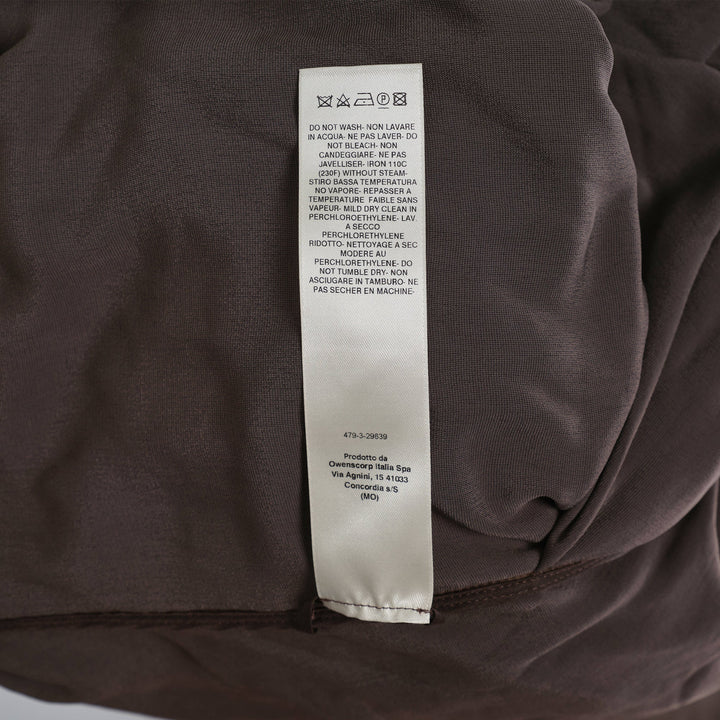 DO NOT WASH- NON LAVARE
IN ACQUA- NE PAS LAVER- DO
NOT BLEACH- NON
CANDEGGIARE- NE PAS
JAVELLISER- IRON 110C
(230F) WITHOUT STEAM-
STIRO BASSA TEMPERATURA
NO VAPORE- REPASSER A
TEMPERATURE FAIBLE SANS
VAPEUR- MILD DRY CLEAN IN
PERCHLOROETHYLENE- LAV.
A SECCO
PERCHLORETHYLENE
RIDOTTO- NETTOYAGE A SEC
MODERE AU
PERCHLORETHYLENE- DO
NOT TUMBLE DRY- NON
ASCIUGARE IN TAMBURO- NE
PAS SECHER EN MACHINE-
479-3-29639
Prodotto da
Owenscorp Italia Spa
Via Agnini, 15 41033
Concordia s/S
(MO)